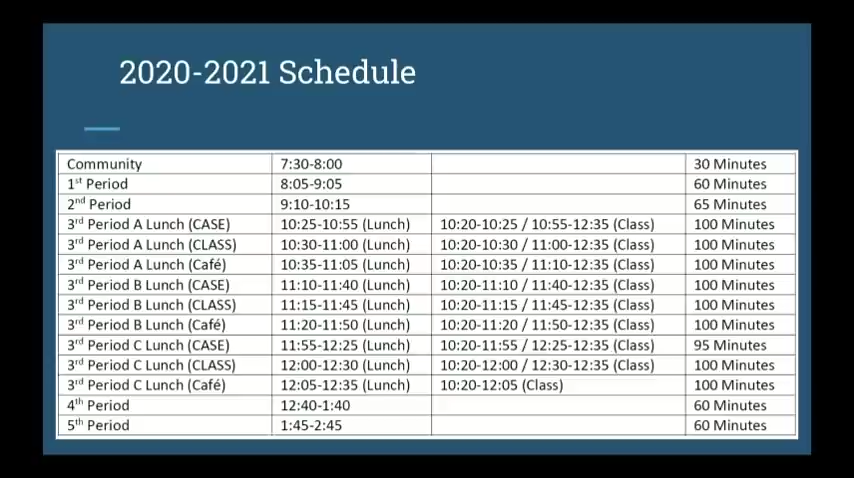 2020-2021 Schedule
Community 7:30-8:00 30 Minutes
1st Period 8:05-9:05 60 Minutes
2nd Period 9:10-10:15 65 Minutes
3rd Period A Lunch (CASE) 10:25-10:55 (Lunch) 10:20-10:25 / 10:55-12:35 (Class) 100 Minutes
3rd Period A Lunch (CLASS) 10:30-11:00 (Lunch) 10:20-10:30 / 11:00-12:35 (Class) 100 Minutes
3rd Period A Lunch (Café) 10:35-11:05 (Lunch) 10:20-10:35 / 11:10-12:35 (Class) 100 Minutes
3rd Period B Lunch (CASE) 11:10-11:40 (Lunch) 10:20-11:10 / 11:40-12:35 (Class) 100 Minutes
3rd Period B Lunch (CLASS) 11:15-11:45 (Lunch) 10:20-11:15 / 11:45-12:35 (Class) 100 Minutes
3rd Period B Lunch (Café) 11:20-11:50 (Lunch) 10:20-11:20 / 11:50-12:35 (Class) 100 Minutes
3rd Period C Lunch (CASE) 11:55-12:25 (Lunch) 10:20-11:55 / 12:25-12:35 (Class) 95 Minutes
3rd Period C Lunch (CLASS) 12:00-12:30 (Lunch) 10:20-12:00 / 12:30-12:35 (Class) 100 Minutes
3rd Period C Lunch (Café) 12:05-12:35 (Lunch) 10:20-12:05 (Class) 100 Minutes
4th Period 12:40-1:40 60 Minutes
5th Period 1:45-2:45 60 Minutes